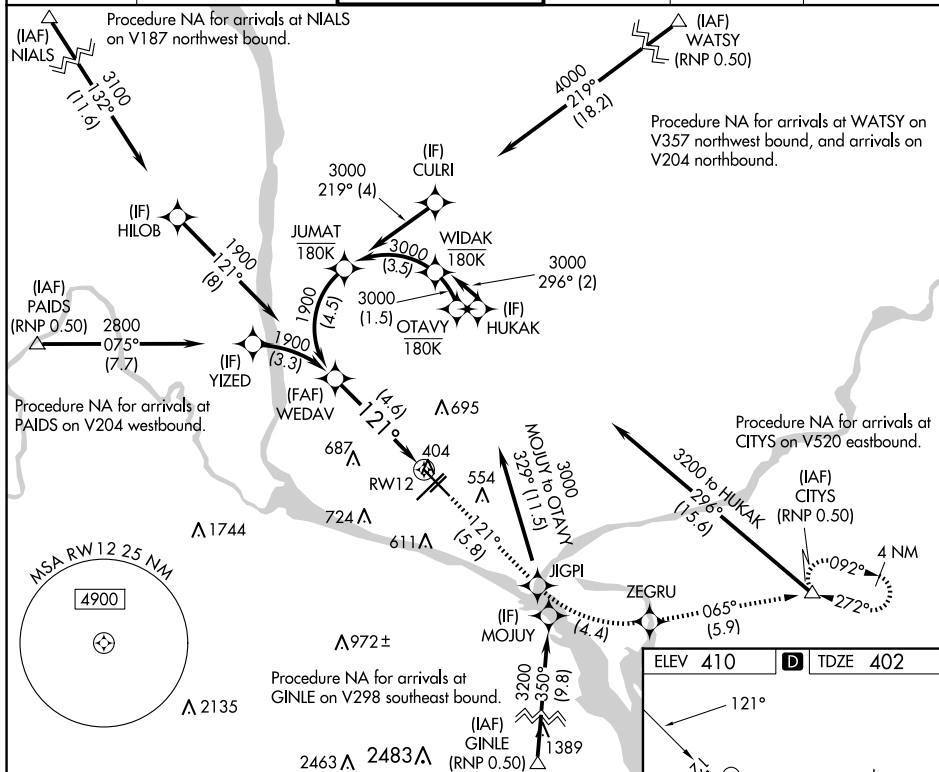 Procedure NA for arrivals at NIALS
on V187 northwest bound.
(IAF)
NIALS
3100
132°
(11.6)
(IAF)
WATSY
(RNP 0.50)
4000
219°
(18.2)
Procedure NA for arrivals at WATSY on
V357 northwest bound, and arrivals on
V204 northbound.
(IF)
CULRI
3000
219° (4)
(IF)
HILOB
1900
121°
(8)
JUMAT
180K
3000
(3.5)
WIDAK
180K
3000
296° (2)
3000
(1.5)
OTAVY
180K
(IF)
HUKAK
1900
(4.5)
(IAF)
PAIDS
(RNP 0.50)
2800
075°
(7.7)
1900
(3.3)
(IF)
YIZED
(FAF)
WEDAV
(4.6)
121°
Procedure NA for arrivals at
PAIDS on V204 westbound.
695
687
404
RW12
554
724
611
1744
121°
(5.8)
3000
MOJUY to OTAVY
329° (11.5)
Procedure NA for arrivals at
CITYS on V520 eastbound.
3200 to HUKAK
296°
(15.6)
(IAF)
CITYS
(RNP 0.50)
092°
4 NM
272°
JIGPI
ZEGRU
065°
(5.9)
(4.4)
(IF)
MOJUY
MSA RW12 25 NM
4900
972±
2135
Procedure NA for arrivals at
GINLE on V298 southeast bound.
3200
350°
(9.8)
(IAF)
GINLE
(RNP 0.50)
1389
2463
2483
ELEV 410
D
TDZE 402
121°